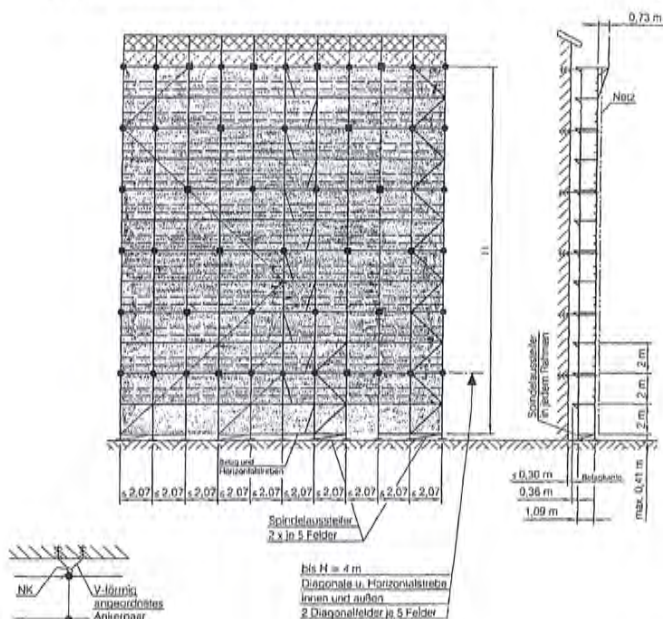 0,73 m
Netz
H
Spindelaussteifer
in jedem Rahmen
2 m
2 m
2 m
Belag und
Horizontalstreben
≤ 0,30 m
Belagkante
0,36 m
1,09 m
max. 0,41 m
≤ 2,07 ≤ 2,07 ≤ 2,07 ≤ 2,07 ≤ 2,07 ≤ 2,07 ≤ 2,07 ≤ 2,07 ≤ 2,07 ≤ 2,07
Spindelaussteifer
2 x je 5 Felder
bis H = 4 m
Diagonale u. Horizontalstrebe
innen und außen
2 Diagonalfelder je 5 Felder
NK
V-förmig
angeordnetes
Ankerpaar